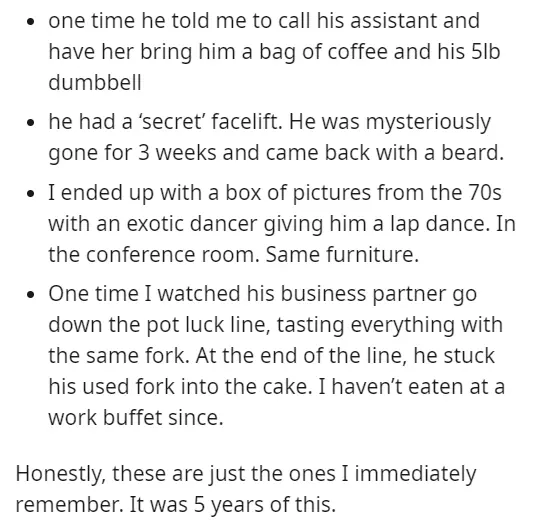 • one time he told me to call his assistant and
have her bring him a bag of coffee and his 5lb
dumbbell
• he had a ‘secret’ facelift. He was mysteriously
gone for 3 weeks and came back with a beard.
• I ended up with a box of pictures from the 70s
with an exotic dancer giving him a lap dance. In
the conference room. Same furniture.
• One time I watched his business partner go
down the pot luck line, tasting everything with
the same fork. At the end of the line, he stuck
his used fork into the cake. I haven’t eaten at a
work buffet since.
Honestly, these are just the ones I immediately
remember. It was 5 years of this.